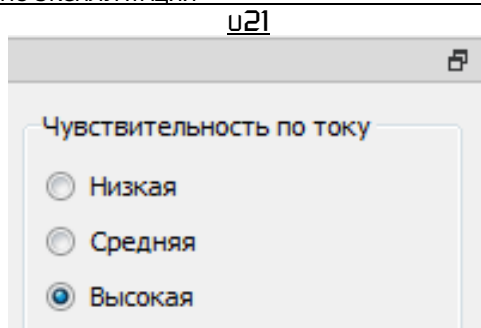 u21
Чувствительность по току
Низкая
Средняя
Высокая